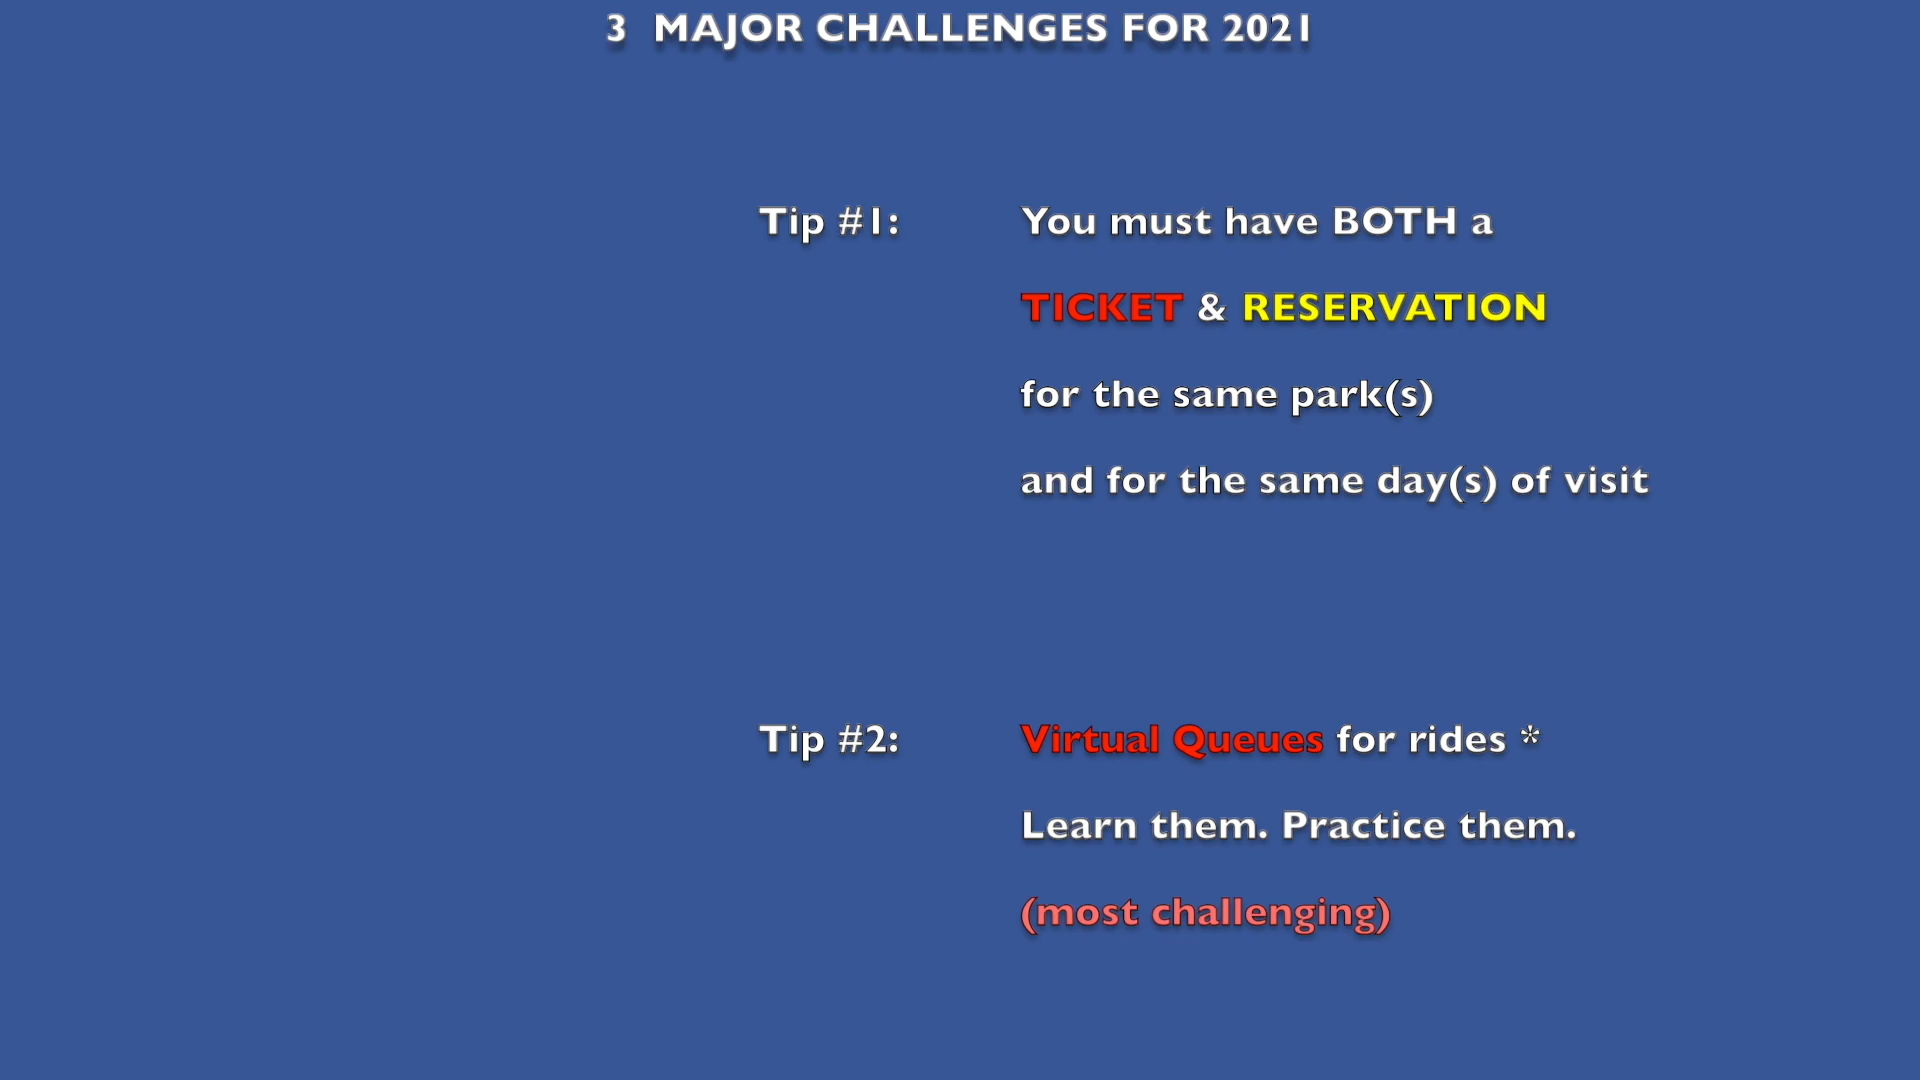 3 MAJOR CHALLENGES FOR 2021
Tip #1: You must have BOTH a
TICKET & RESERVATION
for the same park(s)
and for the same day(s) of visit
Tip #2: Virtual Queues for rides *
Learn them. Practice them.
(most challenging)